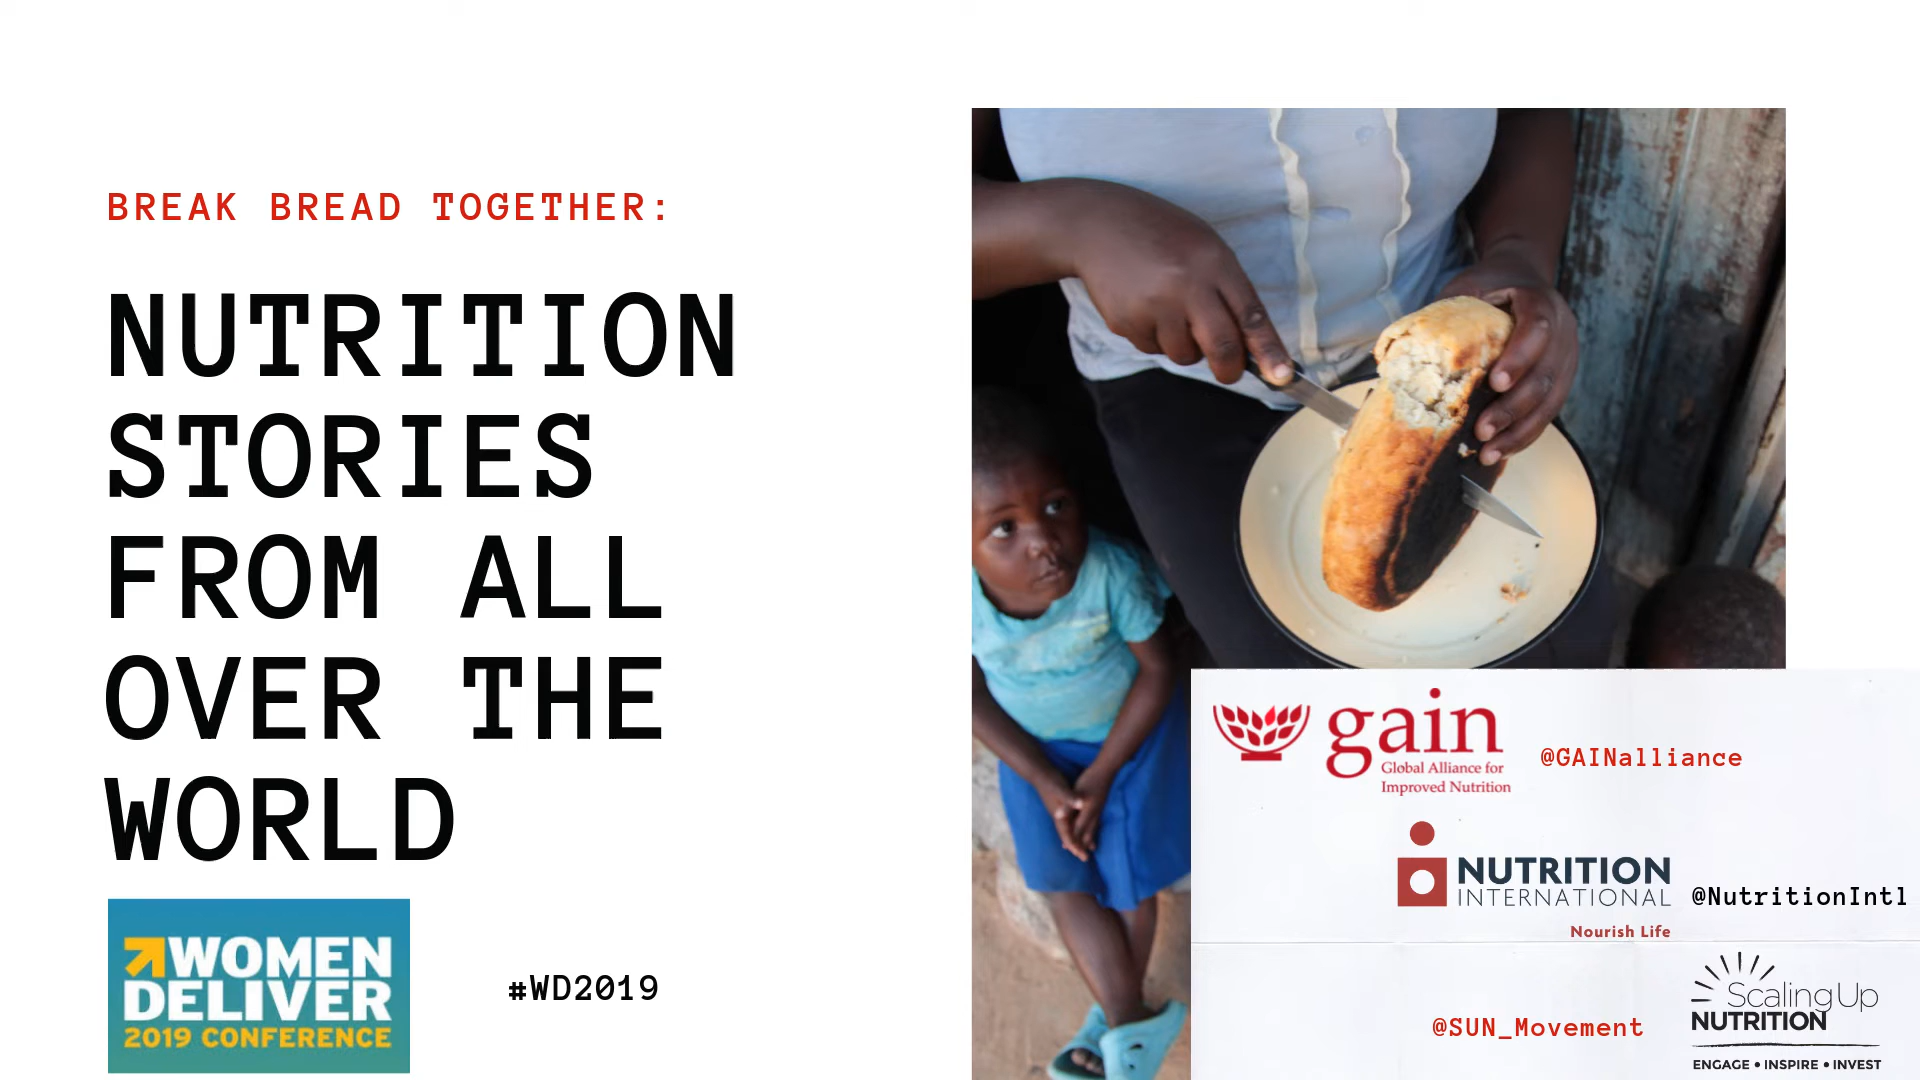 BREAK BREAD TOGETHER:
NUTRITION
STORIES
FROM ALL
OVER THE
WORLD
WOMEN
DELIVER
2019 CONFERENCE
#WD2019
gain
Global Alliance for
Improved Nutrition
@GAINalliance
NUTRITION
INTERNATIONAL
Nourish Life
@NutritionIntl
@SUN_Movement
Scaling Up
NUTRITION
ENGAGE • INSPIRE • INVEST